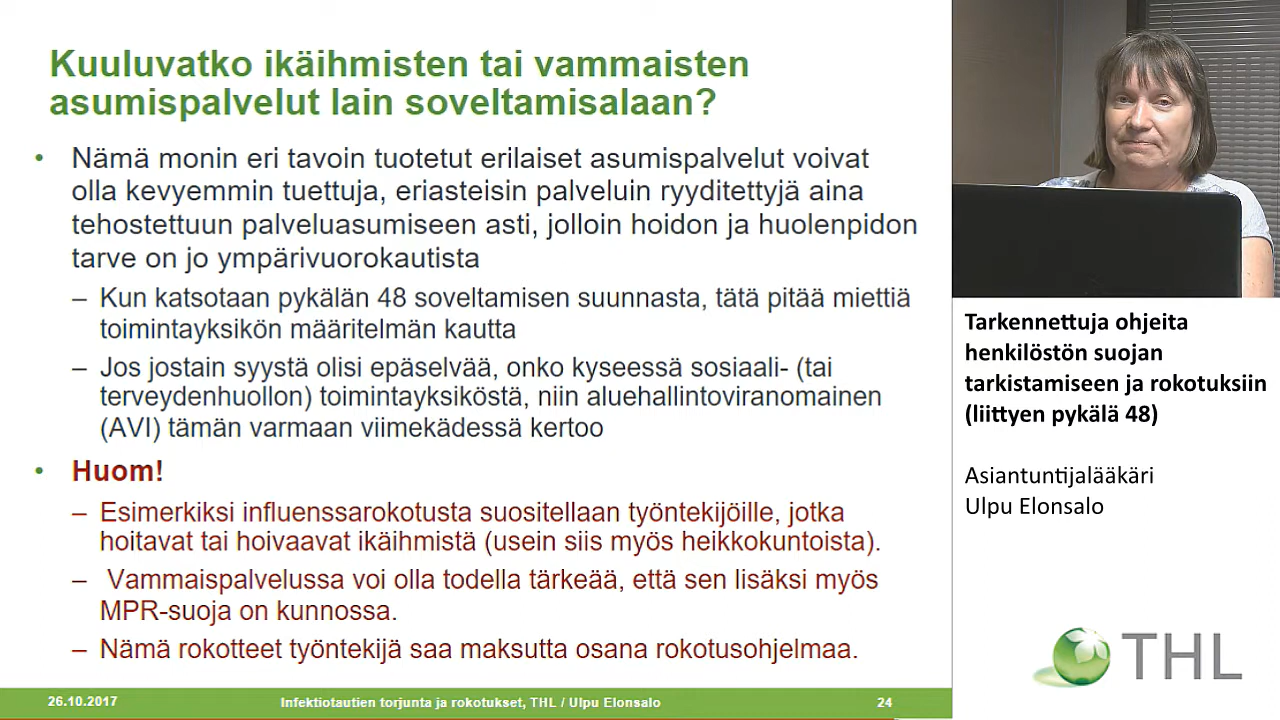 Kuuluvatko ikäihmisten tai vammaisten
asumispalvelut lain soveltamisalaan?
• Nämä monin eri tavoin tuotetut erilaiset asumispalvelut voivat
olla kevyemmin tuettuja, eriasteisin palveluin ryyditettyjä aina
tehostettuun palveluasumiseen asti, jolloin hoidon ja huolenpidon
tarve on jo ympärivuorokautista
– Kun katsotaan pykälän 48 soveltamisen suunnasta, tätä pitää miettiä
toimintayksikön määritelmän kautta
– Jos jostain syystä olisi epäselvää, onko kyseessä sosiaali- (tai
terveydenhuollon) toimintayksiköstä, niin aluehallintoviranomainen
(AVI) tämän varmaan viimekädessä kertoo
• Huom!
– Esimerkiksi influenssarokotusta suositellaan työntekijöille, jotka
hoitavat tai hoivaavat ikäihmistä (usein siis myös heikkokuntoista).
– Vammaispalvelussa voi olla todella tärkeää, että sen lisäksi myös
MPR-suoja on kunnossa.
– Nämä rokotteet työntekijä saa maksutta osana rokotusohjelmaa.
26.10.2017
Infektiotautien torjunta ja rokotukset, THL / Ulpu Elonsalo
24
Tarkennettuja ohjeita
henkilöstön suojan
tarkistamiseen ja rokotuksiin
(liittyen pykälä 48)
Asiantuntijalääkäri
Ulpu Elonsalo
THL